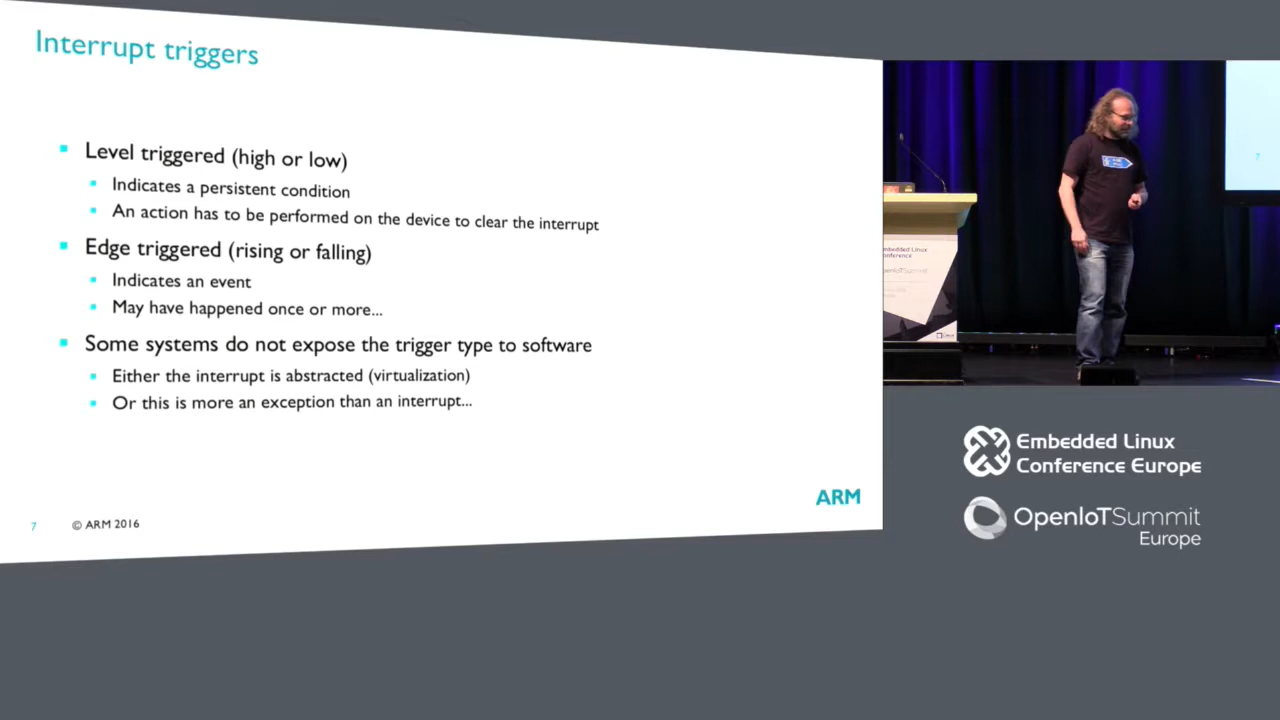 Interrupt triggers
Level triggered (high or low)
Indicates a persistent condition
An action has to be performed on the device to clear the interrupt
Edge triggered (rising or falling)
Indicates an event
May have happened once or more...
Some systems do not expose the trigger type to software
Either the interrupt is abstracted (virtualization)
Or this is more an exception than an interrupt...
ARM
7 © ARM 2016
7
Embedded Linux
Conference Europe
OpenIoTSummit
Europe